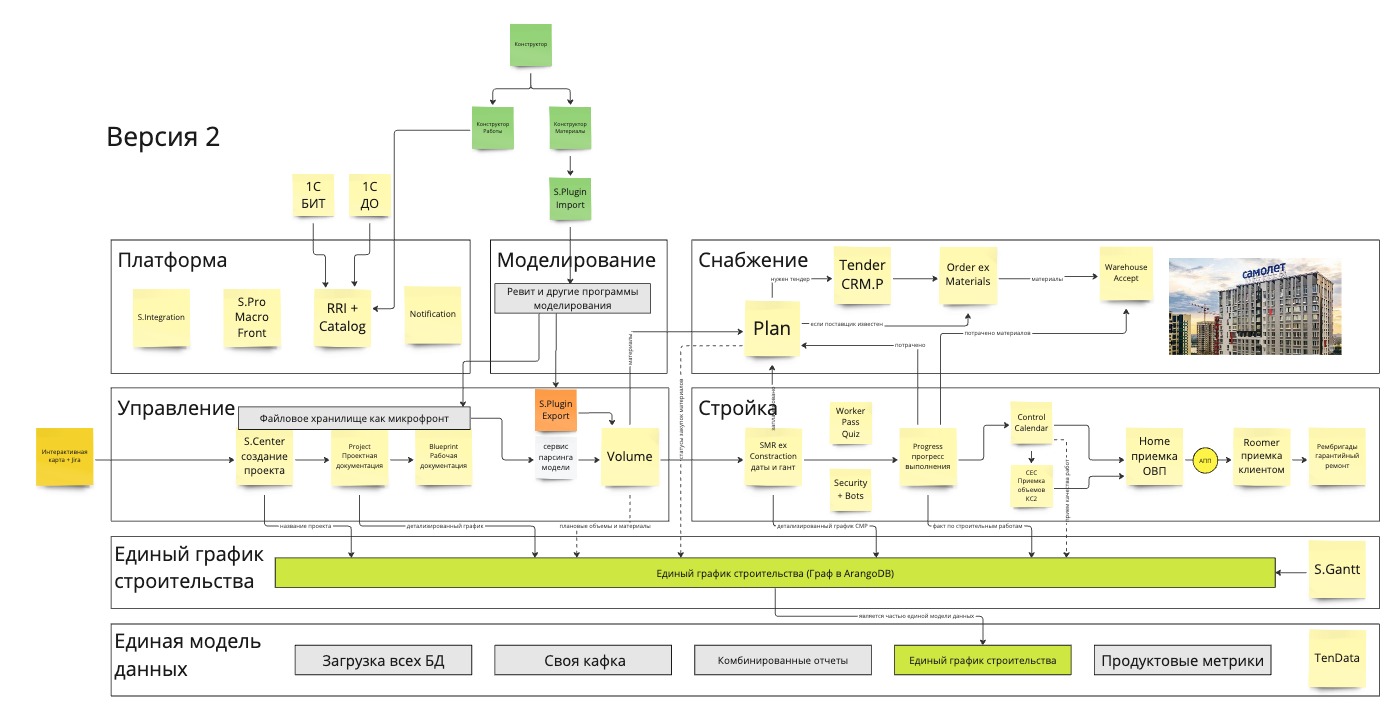 Конструктор
Конструктор
Работы
Конструктор
Материалы
Версия 2
1С
БИТ
1С
ДО
S.Plugin
Import
Платформа
S.Integration
S.Pro
Macro
Front
RRI +
Catalog
Notification
Моделирование
Ревит и другие программы
моделирования
Снабжение
нужен тендер
Tender
CRM.P
Order ex
Materials
материалы
Warehouse
Accept
самолет
Plan
если поставщик известен
потрачено материалов
потрачено
материалы
статусы закупок материалов
Управление
Файловое хранилище как микрофронт
Интерактивная
карта + Jira
S.Center
создание
проекта
Project
Проектная
документация
Blueprint
Рабочая
документация
S.Plugin
Export
сервис
парсинга
модели
Volume
Стройка
SMR ex
Constraction
даты и гант
Worker
Pass
Quiz
Security
+ Bots
Progress
прогресс
выполнения
Control
Calendar
СЕС
Приемка
объемов
КС2
прием качества работ
Home
приемка
ОВП
АПП
Roomer
приемка
клиентом
Рембригады
гарантийный
ремонт
название проекта
детализированный график
плановые объемы и материалы
детализированный график СМР
факт по строительным работам
Единый график
строительства
Единый график строительства (Граф в ArangoDB)
S.Gantt
является частью единой модели данных
Единая модель
данных
Загрузка всех БД
Своя кафка
Комбинированные отчеты
Единый график строительства
Продуктовые метрики
TenData